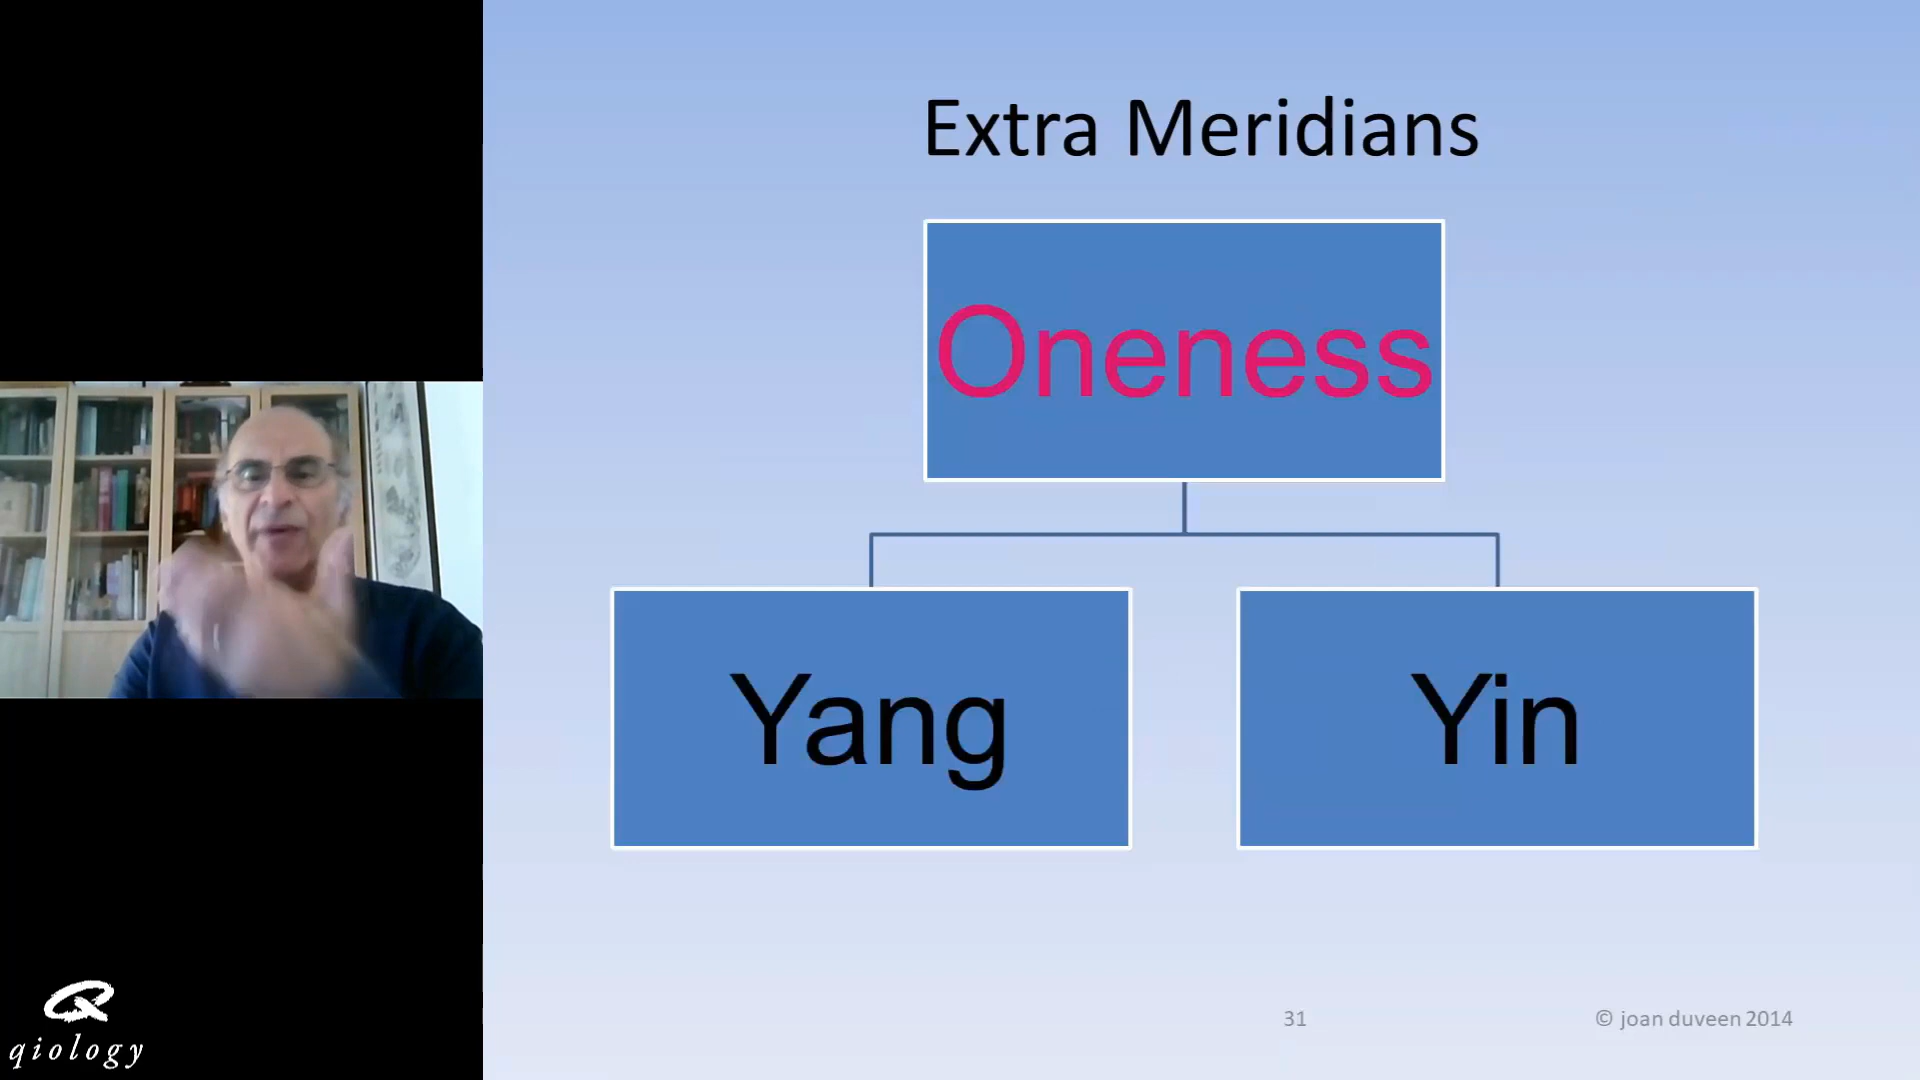 Extra Meridians
Oneness
Yang
Yin
31
© joan duveen 2014
qiology